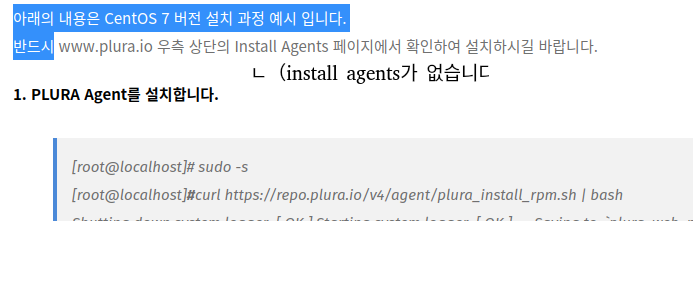 아래의 내용은 CentOS 7 버전 설치 과정 예시 입니다.
반드시 www.plura.io 우측 상단의 Install Agents 페이지에서 확인하여 설치하시길 바랍니다.
ㄴ (install agents가 없습니다
1. PLURA Agent를 설치합니다.
[root@localhost]# sudo -s
[root@localhost]#curl https://repo.plura.io/v4/agent/plura_install_rpm.sh | bash